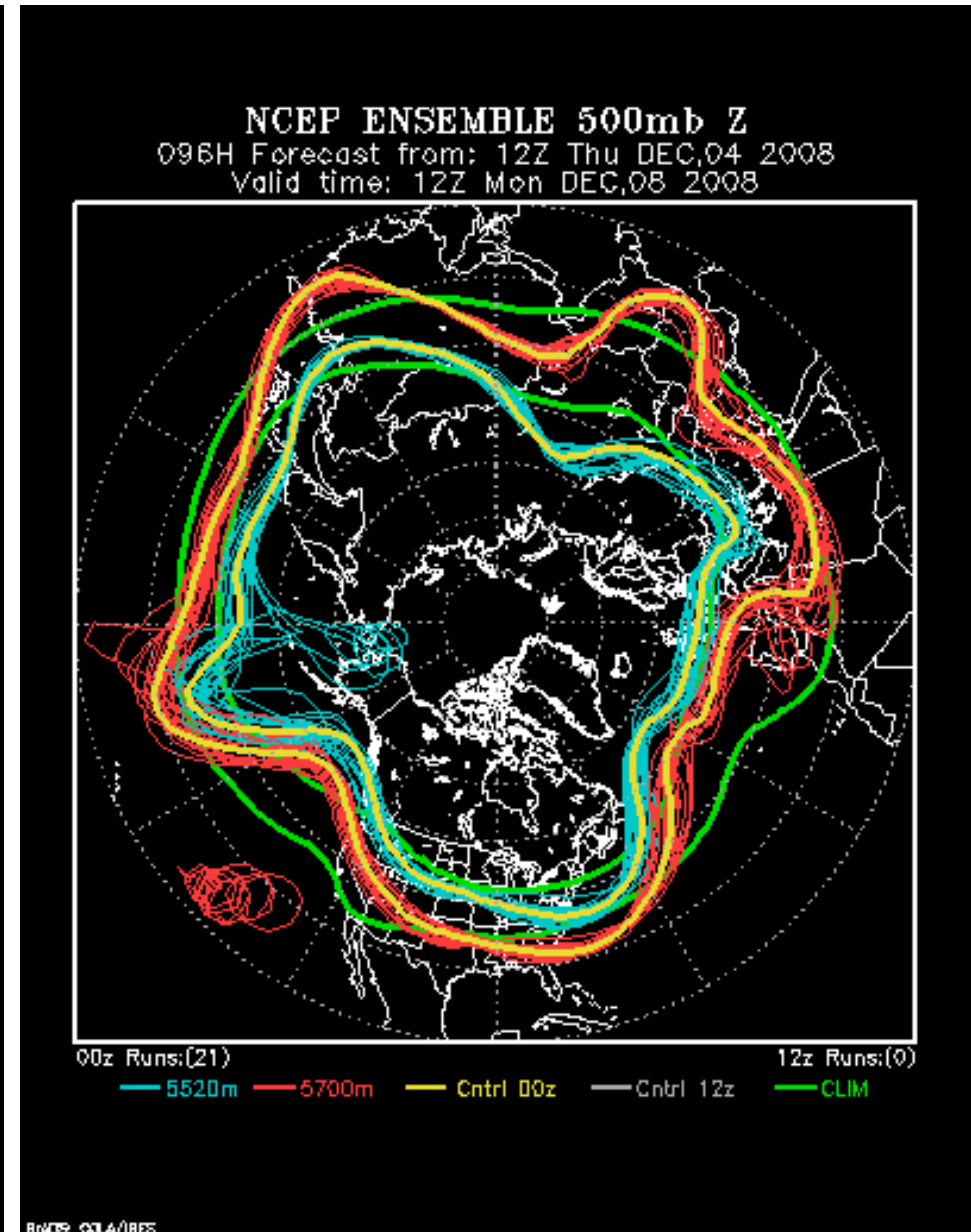 NCEP ENSEMBLE 500mb Z
096H Forecast from: 12Z Thu DEC,04 2008
Valid time: 12Z Mon DEC,08 2008
00z Runs:(21) 12z Runs:(0)
5520m 5700m Cntrl 00z Cntrl 12z CLIM